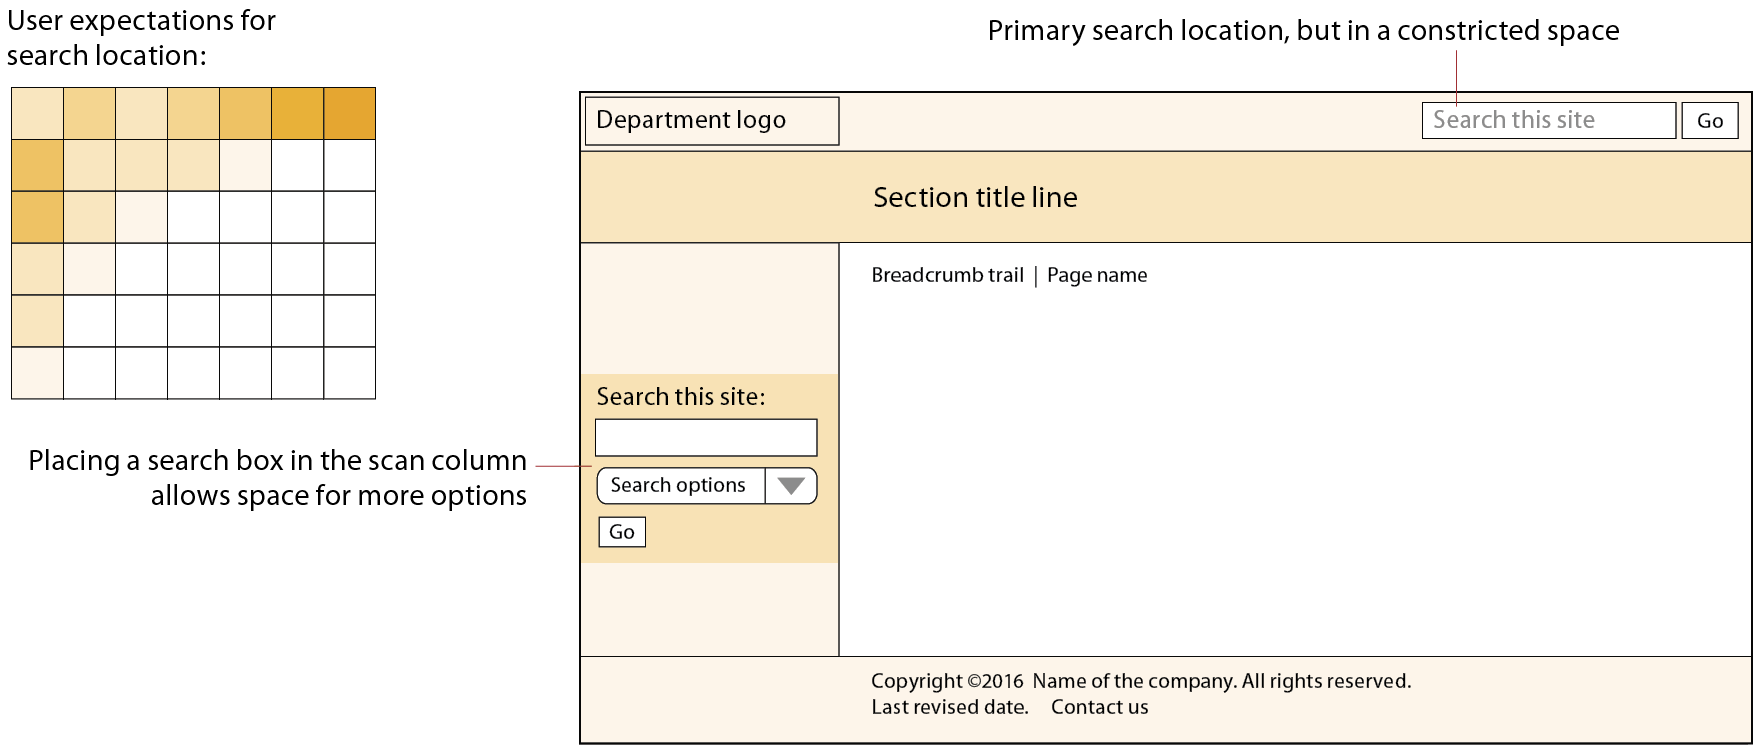 User expectations for
search location:
Primary search location, but in a constricted space
Department logo
Search this site
Go
Section title line
Breadcrumb trail | Page name
Search this site:
Search options
Go
Placing a search box in the scan column
allows space for more options
Copyright ©2016 Name of the company. All rights reserved.
Last revised date. Contact us